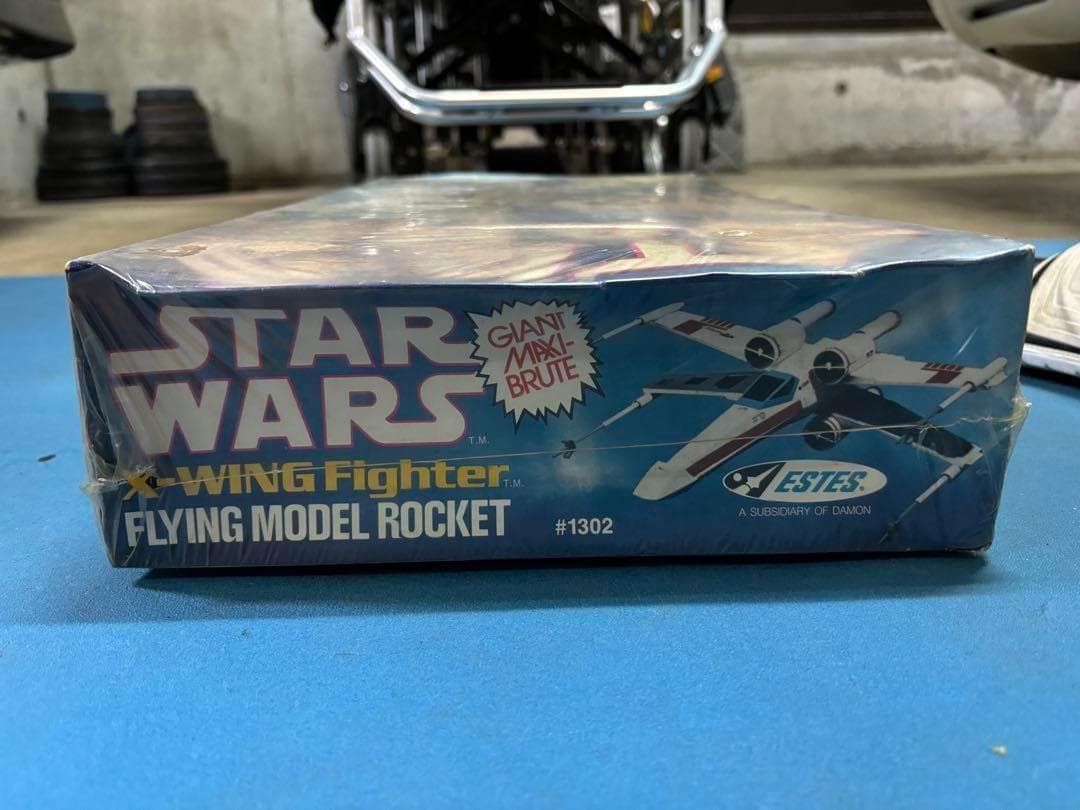 STAR
WARS T.M.
GIANT
MAXI-
BRUTE
X-WING Fighter T.M.
FLYING MODEL ROCKET
#1302
ESTES.
A SUBSIDIARY OF DAMON